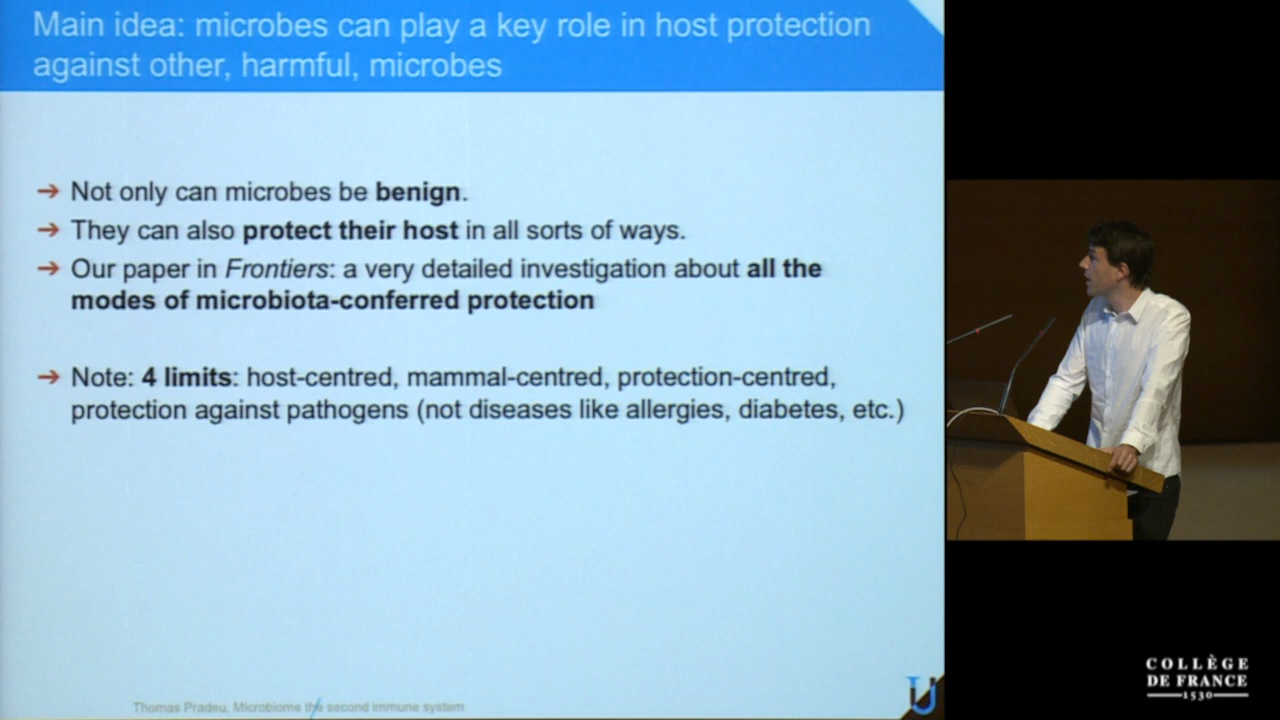 Main idea: microbes can play a key role in host protection
against other, harmful, microbes
➔ Not only can microbes be benign.
➔ They can also protect their host in all sorts of ways.
➔ Our paper in Frontiers: a very detailed investigation about all the
modes of microbiota-conferred protection
➔ Note: 4 limits: host-centred, mammal-centred, protection-centred,
protection against pathogens (not diseases like allergies, diabetes, etc.)
Thomas Pradeu, Microbiome the second immune system
U
COLLÈGE
DE FRANCE
1530